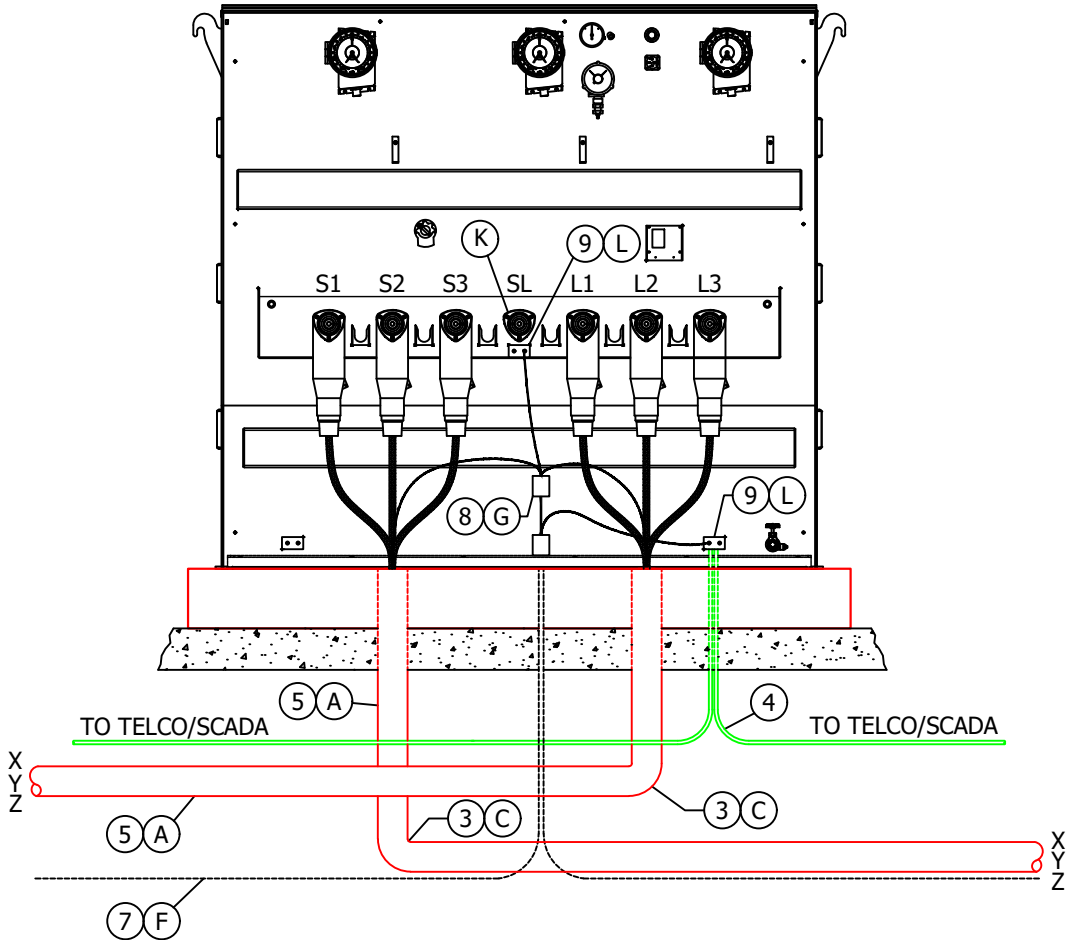 K
9 L
S1 S2 S3 SL L1 L2 L3
9 L
8 G
5 A
4
TO TELCO/SCADA
TO TELCO/SCADA
X
Y
Z
3 C
5 A
3 C
X
Y
Z
7 F